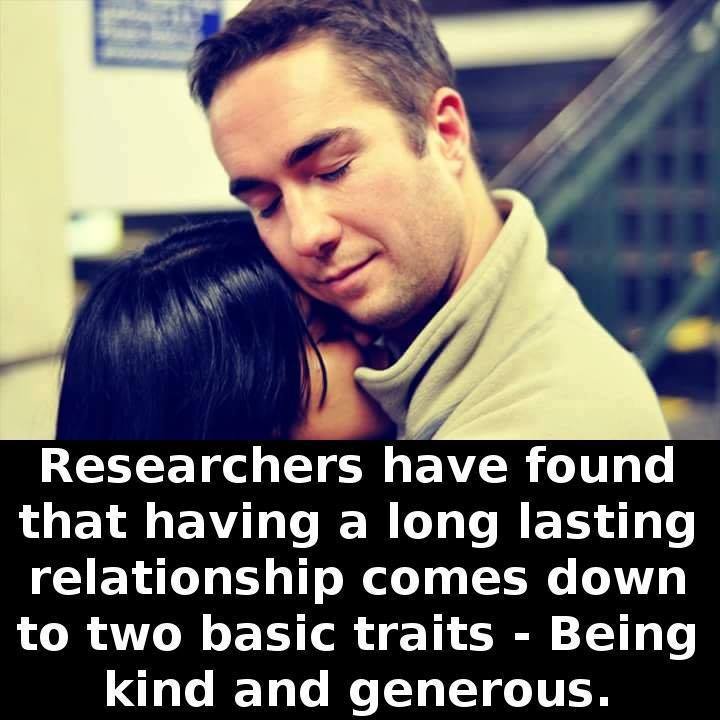 Researchers have found
that having a long lasting
relationship comes down
to two basic traits - Being
kind and generous.